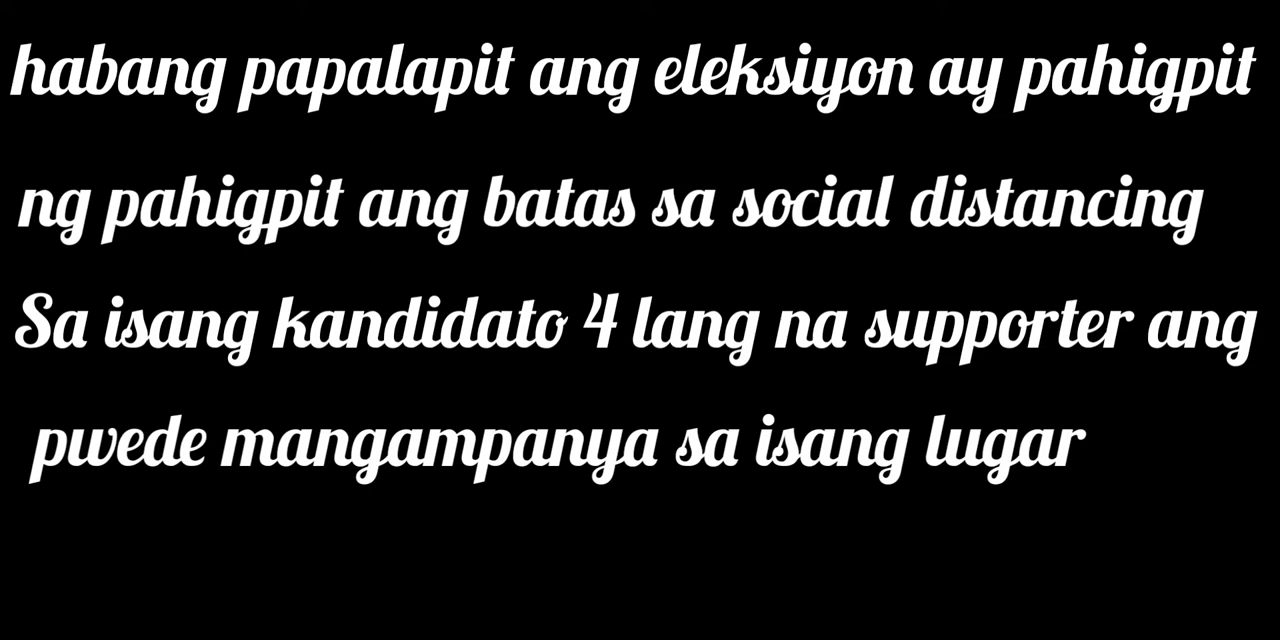 habang papalapit ang eleksiyon ay pahigpit
ng pahigpit ang batas sa social distancing
Sa isang kandidato 4 lang na supporter ang
pwede mangampanya sa isang lugar